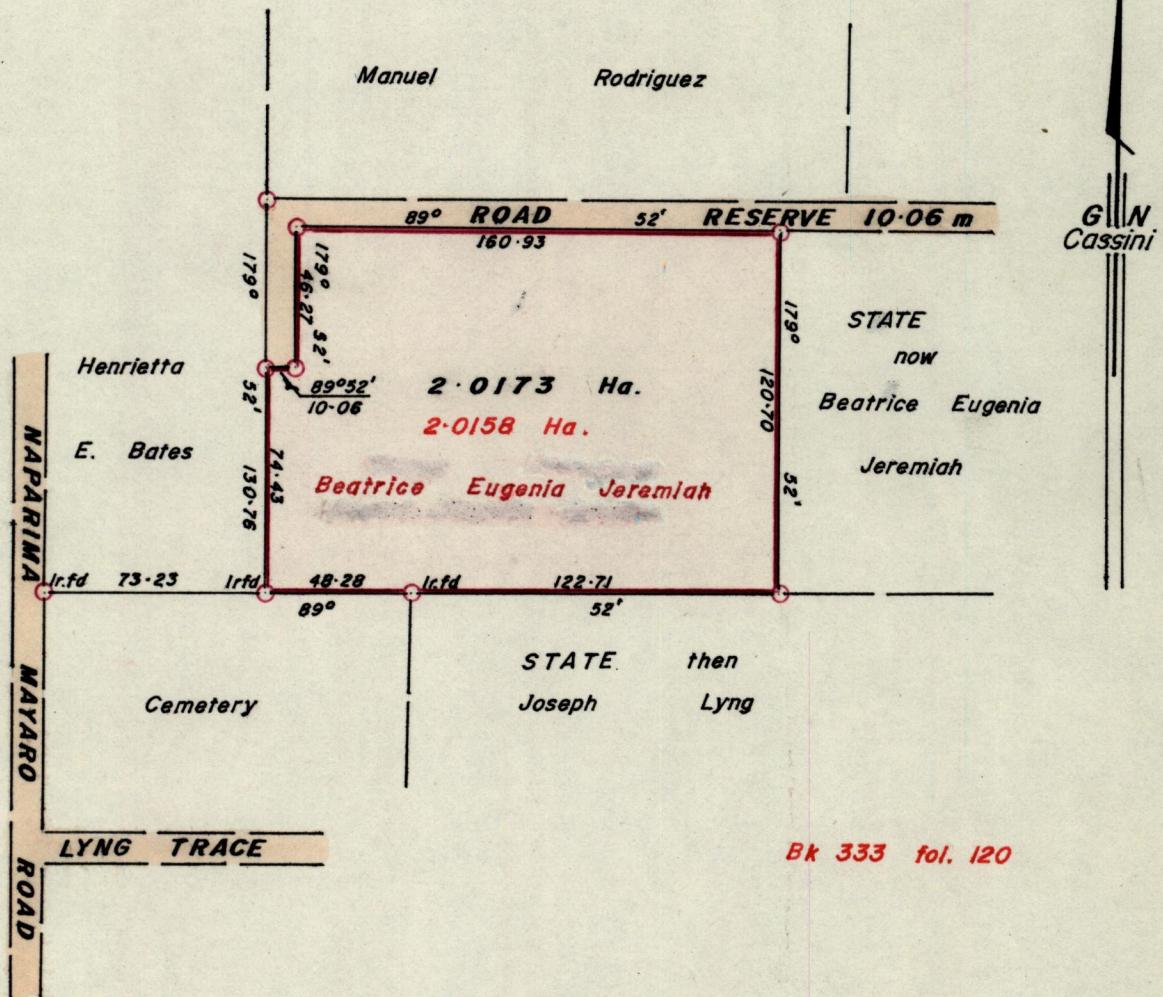 Manuel Rodriguez
89° ROAD 52' RESERVE 10·06 m
160·93
G N
Cassini
179°
179°
46·27
52'
179°
STATE
now
Beatrice Eugenia
Jeremiah
Henrietta
E. Bates
52'
130·76
89°52'
10·06
2·0173 Ha.
2·0158 Ha.
120·70
52'
74·43
Beatrice Eugenia Jeremiah
Ir.fd 73·23 Irfd 48·28 Ir.fd 122·71
89° 52'
NAPARIMA MAYARO ROAD
STATE then
Joseph Lyng
Cemetery
LYNG TRACE
Bk 333 fol. 120